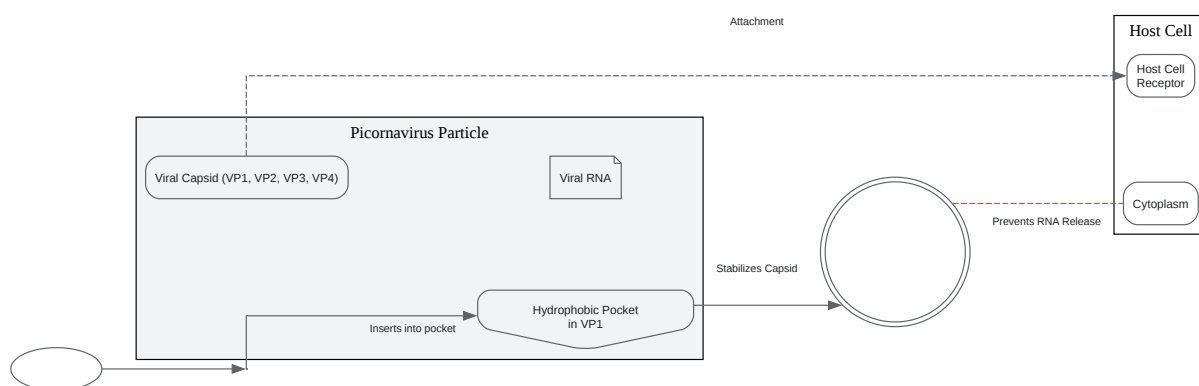 Attachment
Host Cell
Host Cell
Receptor
Picornavirus Particle
Viral Capsid (VP1, VP2, VP3, VP4)
Viral RNA
Cytoplasm
Prevents RNA Release
Stabilizes Capsid
Hydrophobic Pocket
in VP1
Inserts into pocket